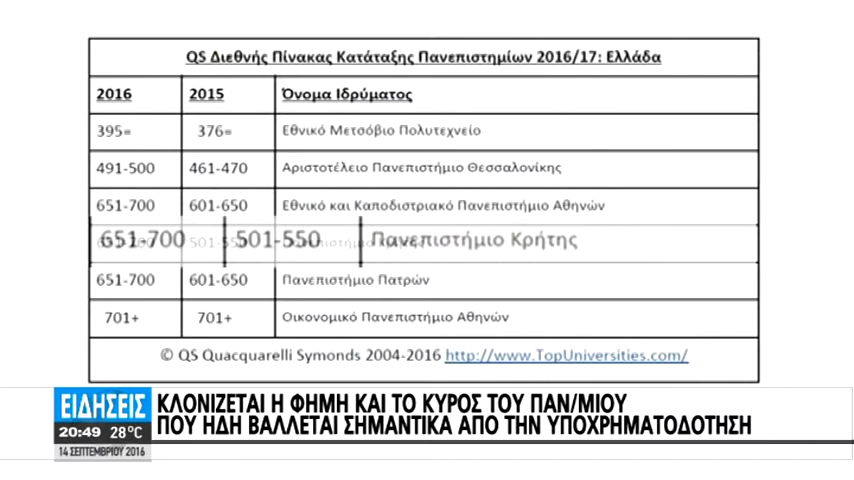 QS Διεθνής Πίνακας Κατάταξης Πανεπιστημίων 2016/17: Ελλάδα
2016 2015 Όνομα Ιδρύματος
395= 376= Εθνικό Μετσόβιο Πολυτεχνείο
491-500 461-470 Αριστοτέλειο Πανεπιστήμιο Θεσσαλονίκης
651-700 601-650 Εθνικό και Καποδιστριακό Πανεπιστήμιο Αθηνών
651-700 501-550 Πανεπιστήμιο Κρήτης
651-700 601-650 Πανεπιστήμιο Πατρών
701+ 701+ Οικονομικό Πανεπιστήμιο Αθηνών
© QS Quacquarelli Symonds 2004-2016 http://www.TopUniversities.com/
ΕΙΔΗΣΕΙΣ ΚΛΟΝΙΖΕΤΑΙ Η ΦΗΜΗ ΚΑΙ ΤΟ ΚΥΡΟΣ ΤΟΥ ΠΑΝ/ΜΙΟΥ
20:49 28°C ΠΟΥ ΗΔΗ ΒΑΛΛΕΤΑΙ ΣΗΜΑΝΤΙΚΑ ΑΠΟ ΤΗΝ ΥΠΟΧΡΗΜΑΤΟΔΟΤΗΣΗ
14 ΣΕΠΤΕΜΒΡΙΟΥ 2016